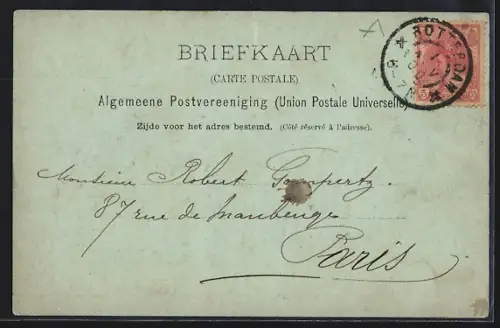 BRIEFKAART
(CARTE POSTALE)
Algemeene Postvereeniging (Union Postale Universelle)
Zijde voor het adres bestemd. (Côté réservé à l'adresse).
ROTTERDAM
Monsieur Robert Gompertz
87 rue de Maubeuge
Paris